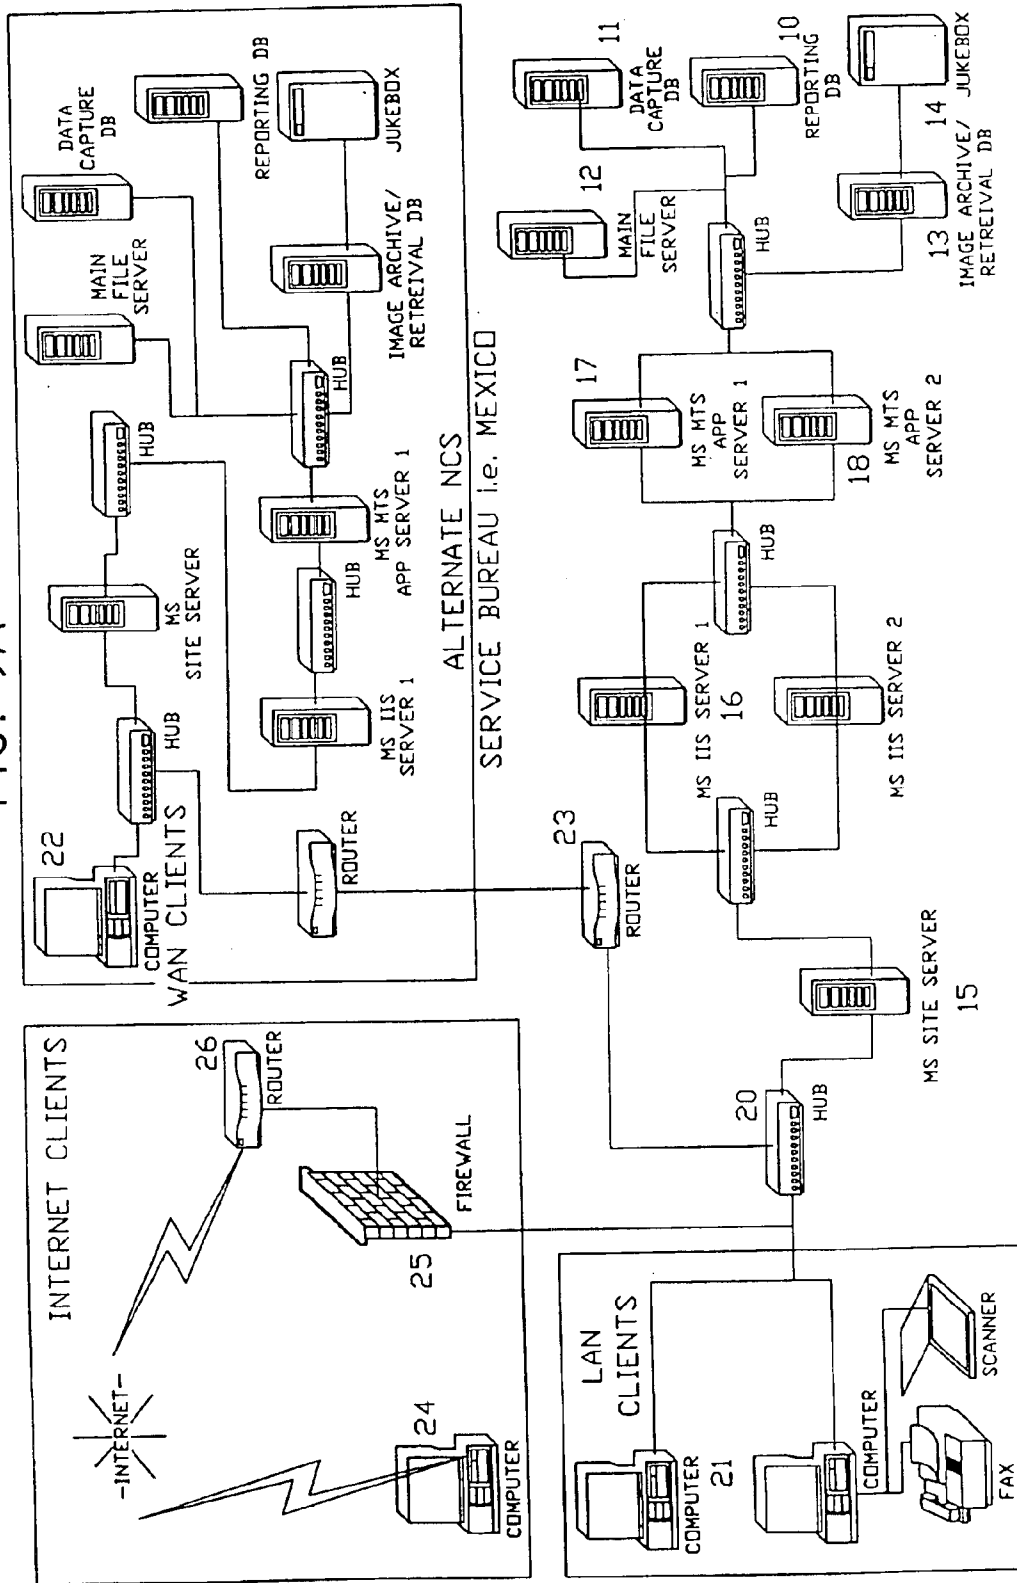 INTERNET CLIENTS
-INTERNET-
26
ROUTER
24
COMPUTER
25
FIREWALL
22
COMPUTER
WAN CLIENTS
HUB
MS
SITE SERVER
HUB
MAIN
FILE
SERVER
DATA
CAPTURE
DB
REPORTING DB
JUKEBOX
IMAGE ARCHIVE/
RETREIVAL DB
HUB
MS MTS
APP SERVER 1
HUB
MS IIS
SERVER 1
ROUTER
ALTERNATE NCS
SERVICE BUREAU i.e. MEXICO
LAN
CLIENTS
COMPUTER
21
COMPUTER
FAX
SCANNER
20
HUB
23
ROUTER
MS SITE SERVER
15
HUB
MS IIS SERVER 1
16
MS IIS SERVER 2
HUB
17
MS MTS
APP
SERVER 1
18
MS MTS
APP
SERVER 2
HUB
12
MAIN
FILE
SERVER
11
DATA
CAPTURE
DB
10
REPORTING
DB
13
IMAGE ARCHIVE/
RETREIVAL DB
14
JUKEBOX